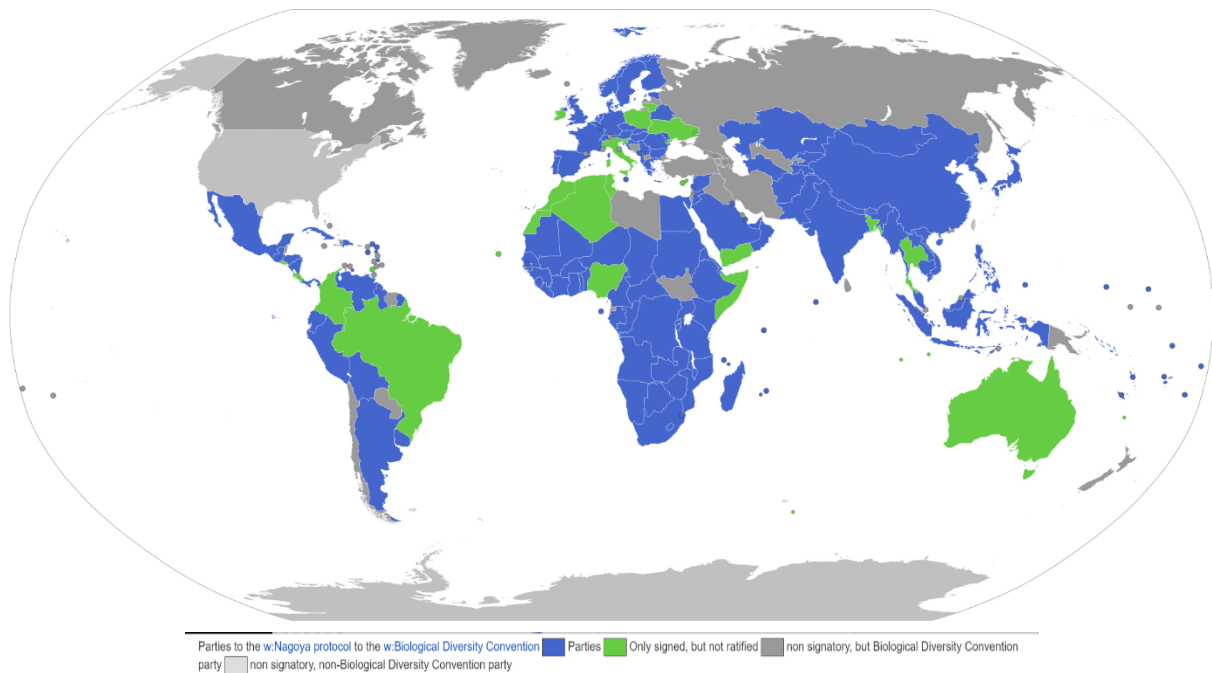 Parties to the w:Nagoya protocol to the w:Biological Diversity Convention Parties Only signed, but not ratified non signatory, but Biological Diversity Convention
party non signatory, non-Biological Diversity Convention party